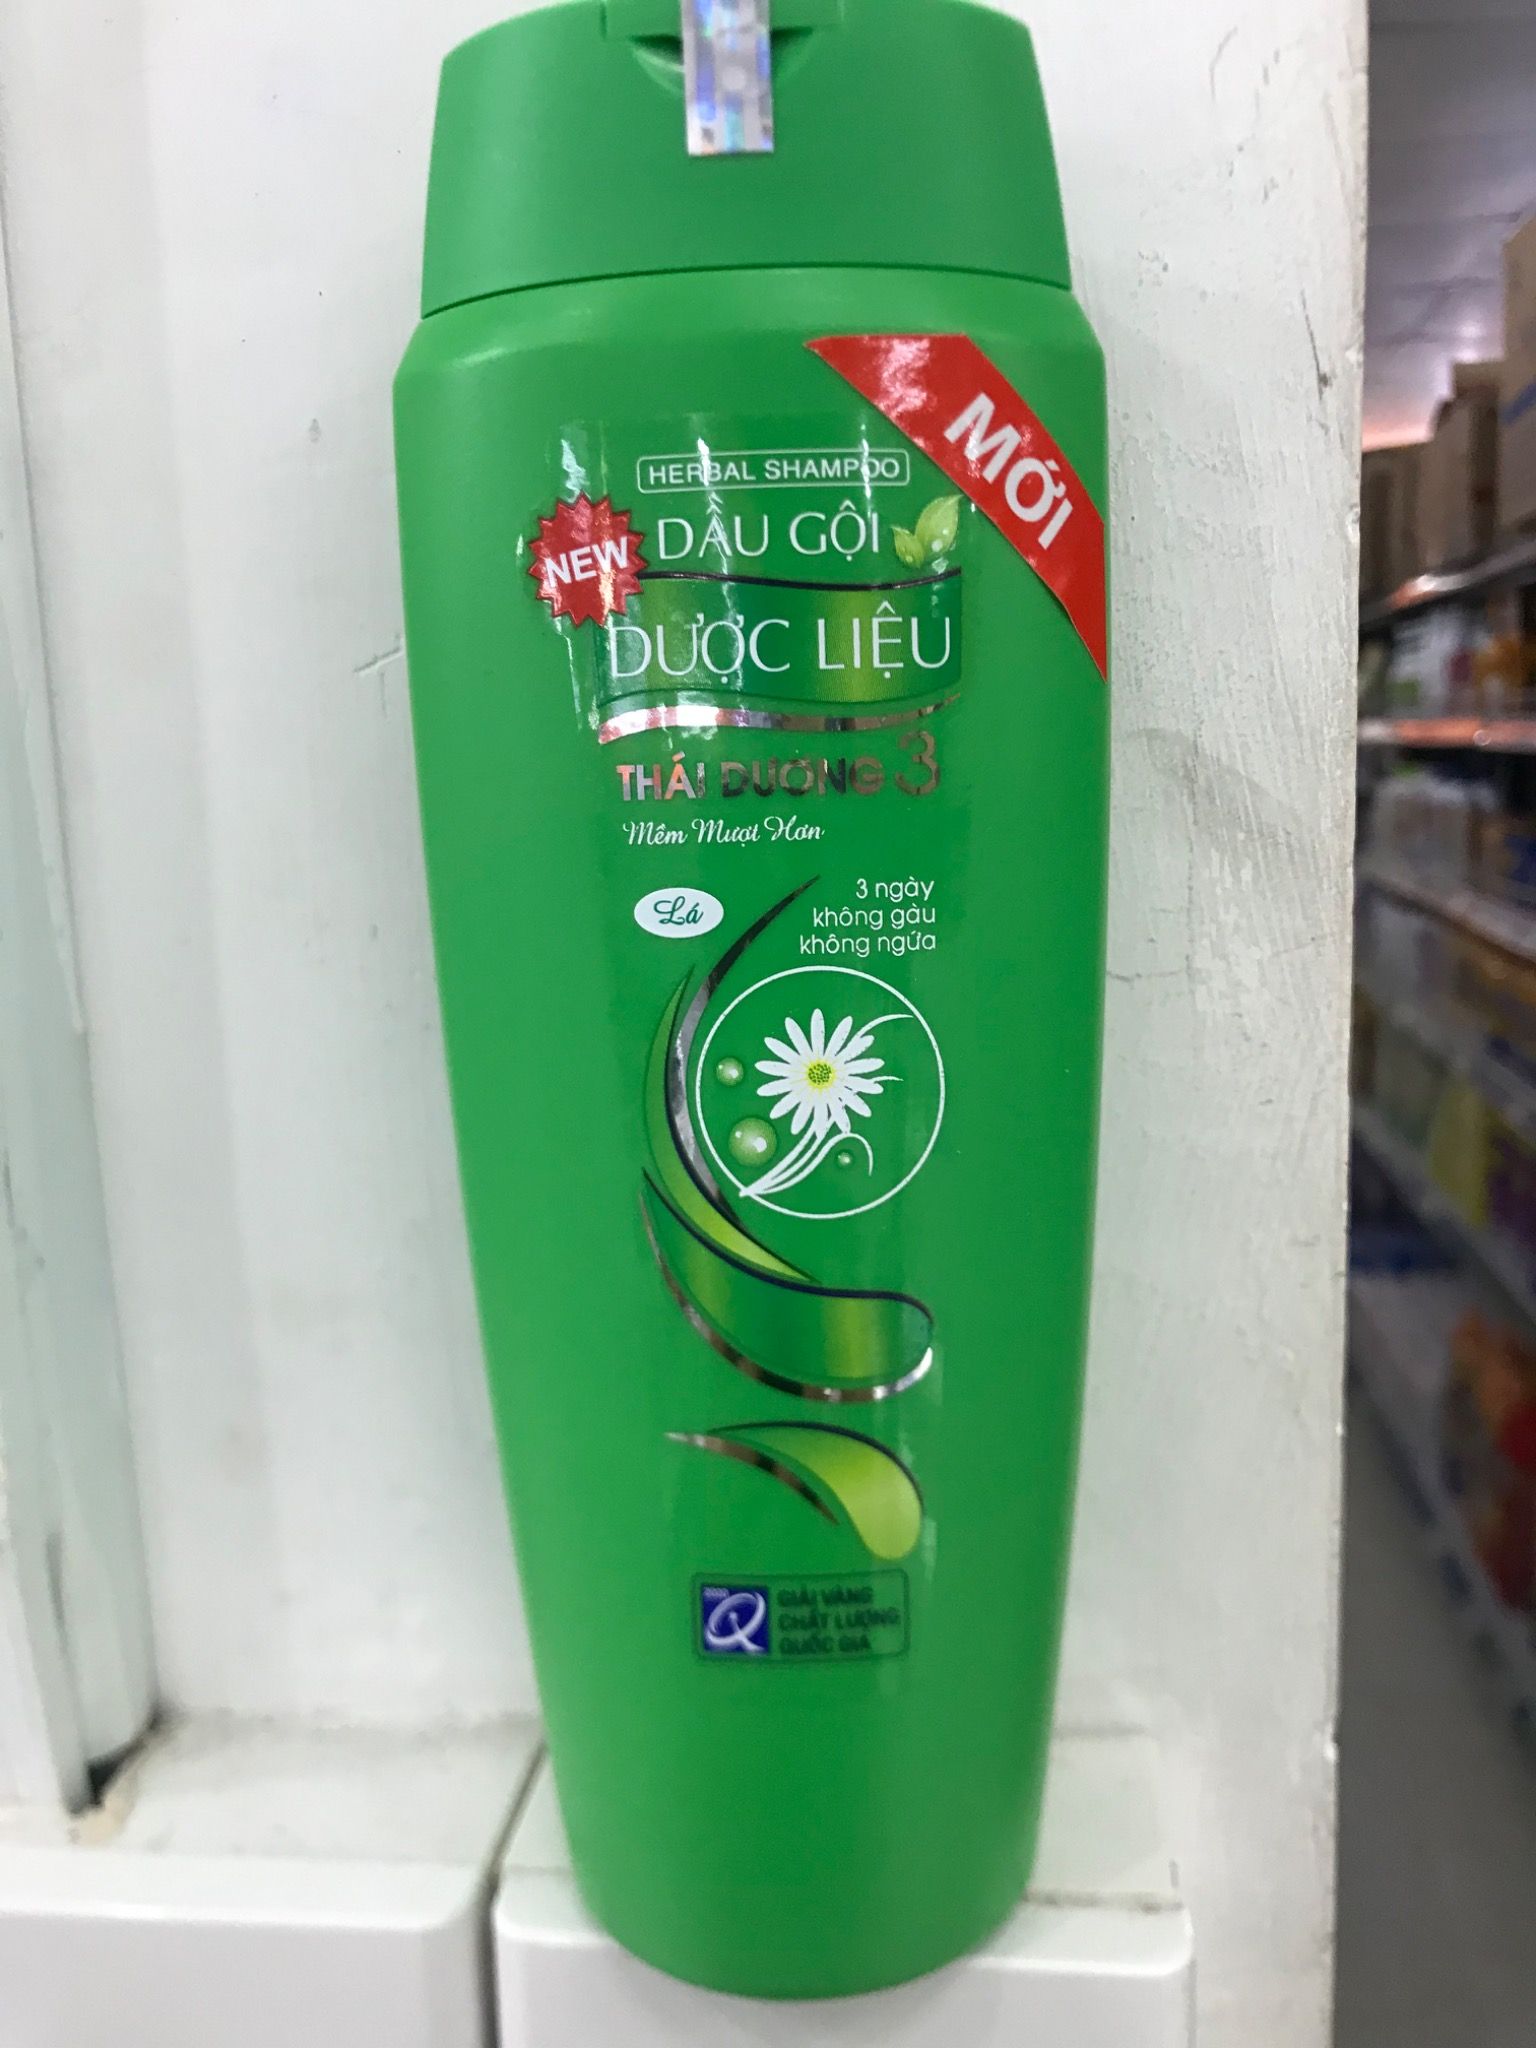 MỚI
HERBAL SHAMPOO
DẦU GỘI
NEW
DƯỢC LIỆU
THÁI DƯƠNG 3
Mềm Mượt Hơn
Lá
3 ngày
không gàu
không ngứa
GIẢI VÀNG
CHẤT LƯỢNG
QUỐC GIA